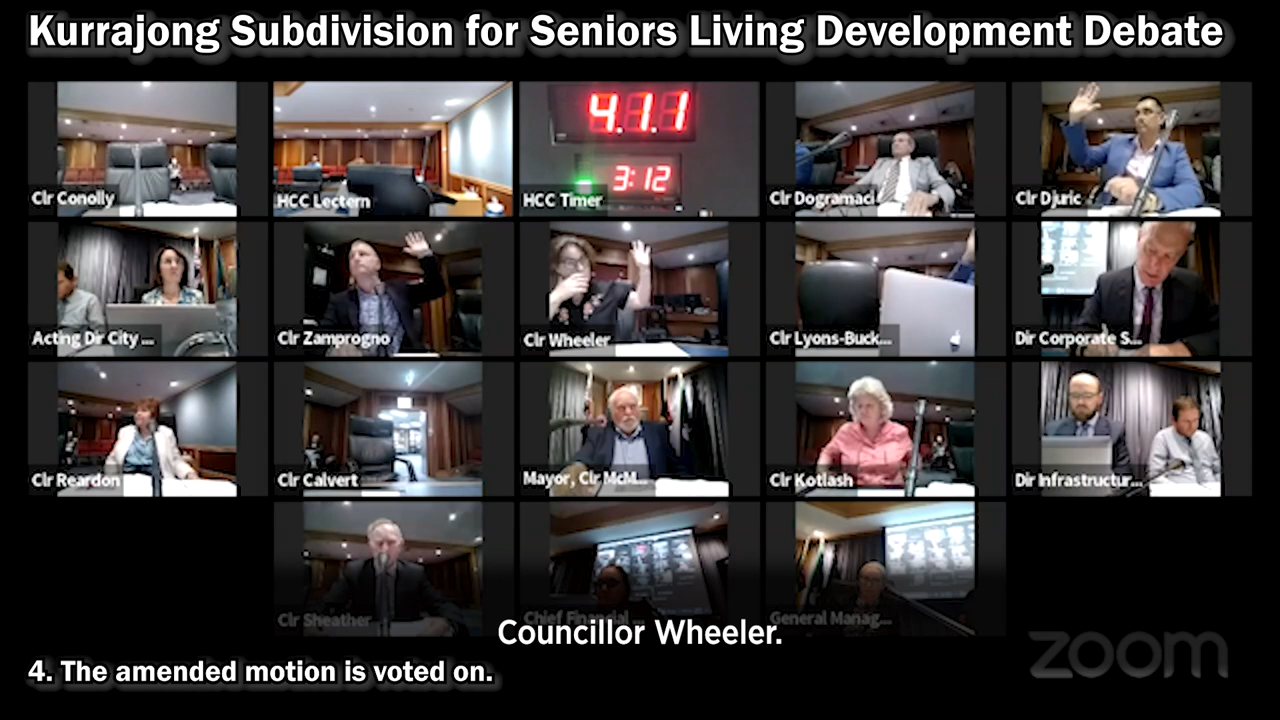 Kurrajong Subdivision for Seniors Living Development Debate
4.1.1
3:12
Clr Conolly
HCC Lectern
HCC Timer
Clr Dogramaci
Clr Djuric
Acting Dir City ...
Clr Zamprogno
Clr Wheeler
Clr Lyons-Buck...
Dir Corporate S...
Clr Reardon
Clr Calvert
Mayor, Clr McM...
Clr Kotlash
Dir Infrastructur...
Clr Sheather
Chief Financial ...
General Manag...
Councillor Wheeler.
zoom
4. The amended motion is voted on.